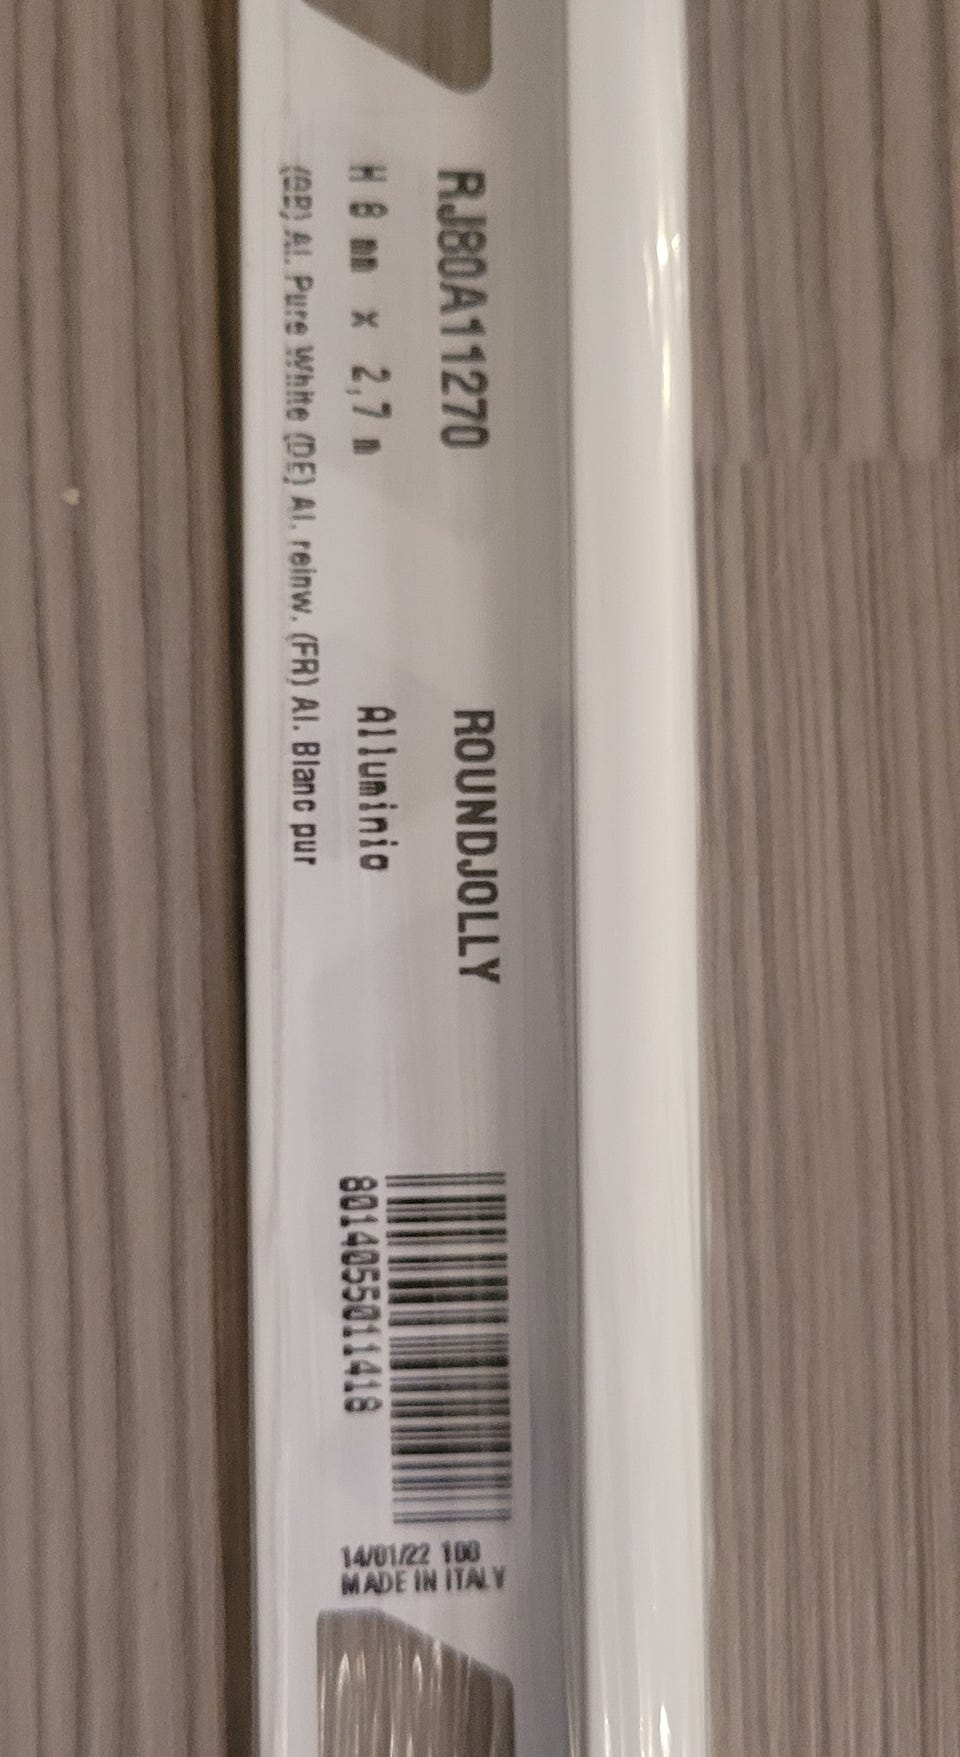 RJ80A11270
ROUNDJOLLY
H 8 mm x 2,7 m
Alluminio
(GB) Al. Pure White (DE) Al. reinw. (FR) Al. Blanc pur
8014055011418
14/01/22 100
MADE IN ITALY